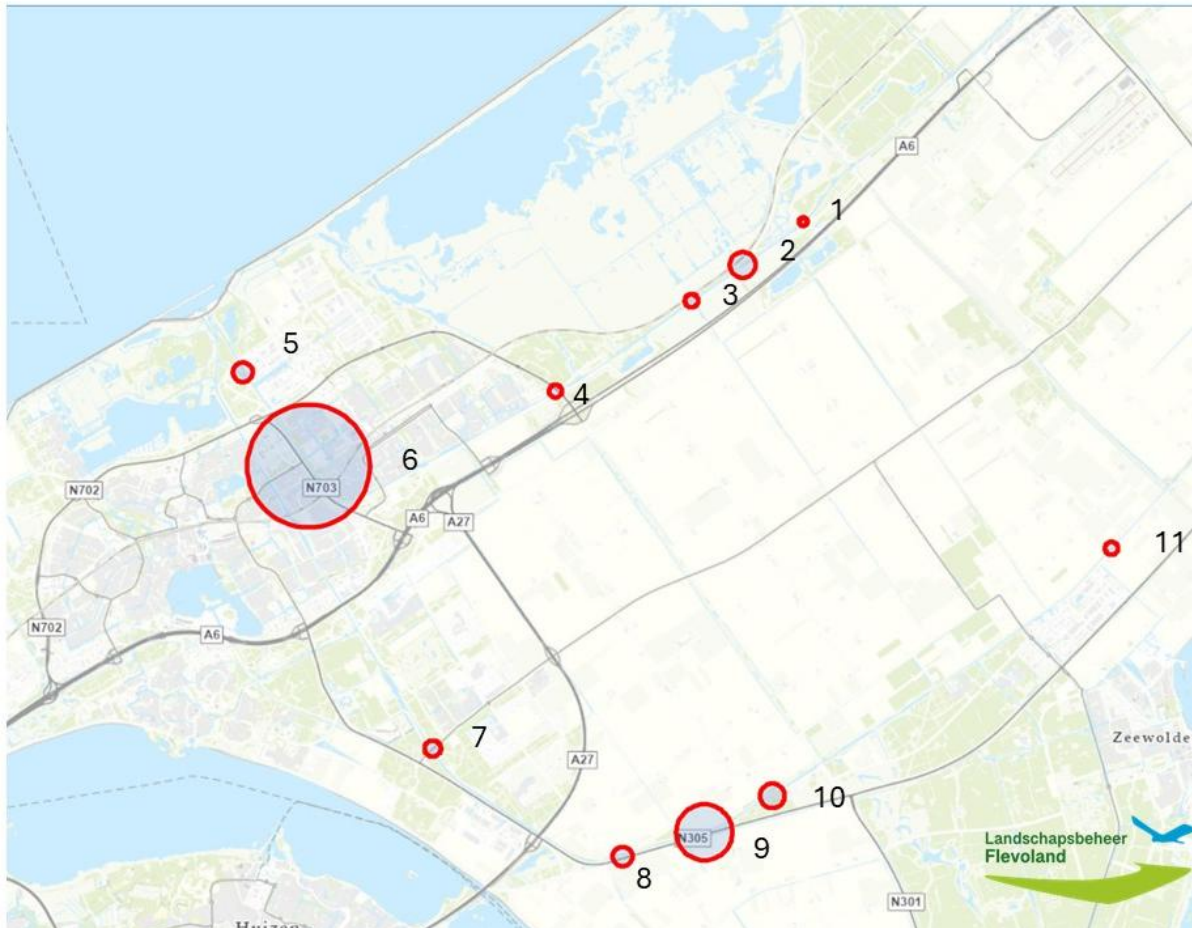 A6
1
2
3
5
4
6
N702
N703
A6
A27
11
N702
A6
7
Zeewolde
A27
10
N305
9
8
Landschapsbeheer
Flevoland
N301
Huizen